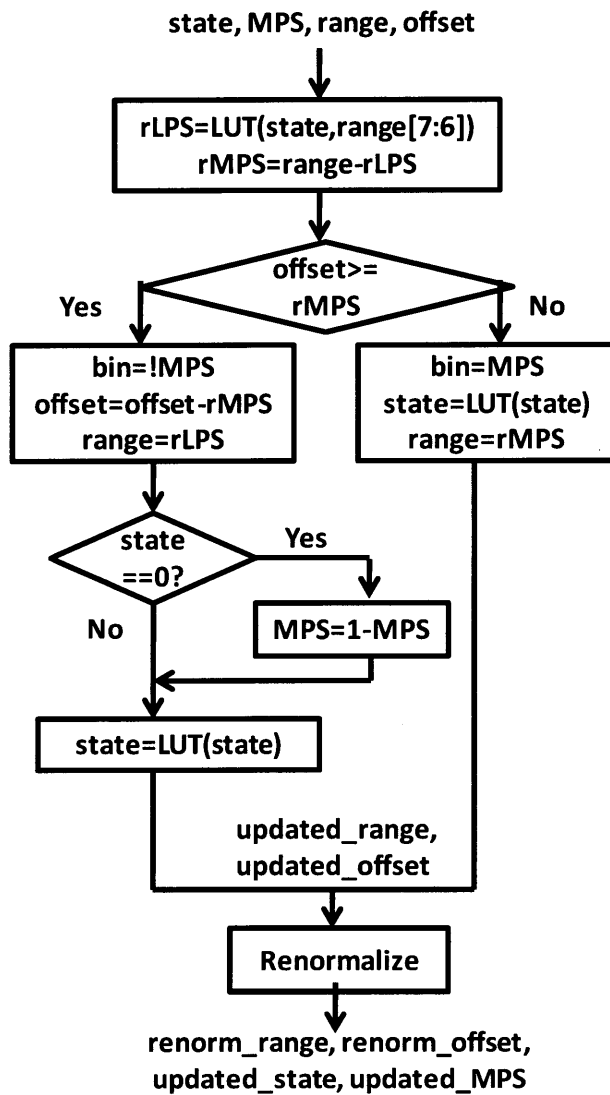 state, MPS, range, offset
rLPS=LUT(state,range[7:6])
rMPS=range-rLPS
offset>=
rMPS
Yes
No
bin=!MPS
offset=offset-rMPS
range=rLPS
bin=MPS
state=LUT(state)
range=rMPS
state
==0?
Yes
No
MPS=1-MPS
state=LUT(state)
updated_range,
updated_offset
Renormalize
renorm_range, renorm_offset,
updated_state, updated_MPS